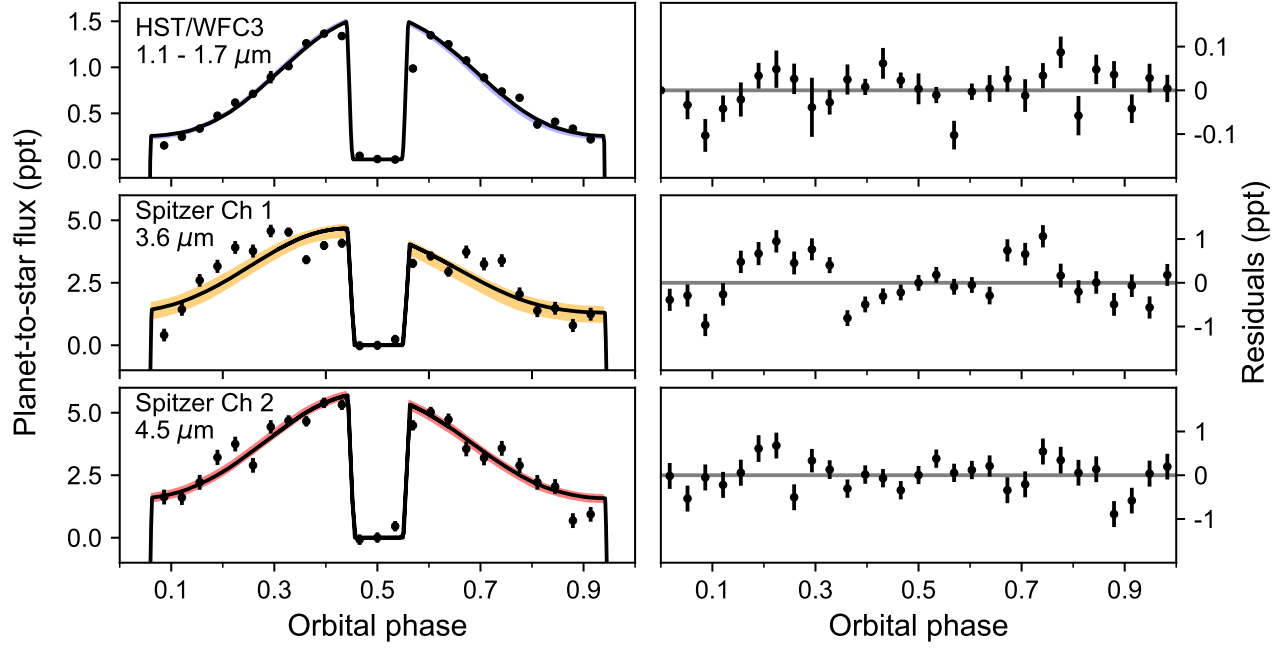 Planet-to-star flux (ppt)
1.5
1.0
0.5
0.0
HST/WFC3
1.1 - 1.7 μm
0.1
0
-0.1
5.0
2.5
0.0
Spitzer Ch 1
3.6 μm
1
0
-1
5.0
2.5
0.0
Spitzer Ch 2
4.5 μm
1
0
-1
Residuals (ppt)
0.1 0.3 0.5 0.7 0.9
0.1 0.3 0.5 0.7 0.9
Orbital phase
Orbital phase